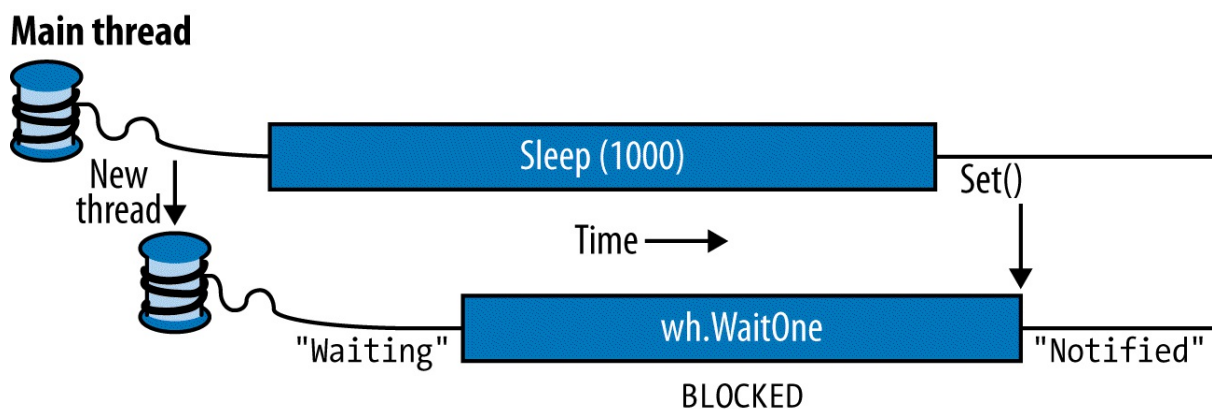 Main thread
Sleep (1000)
New
thread
Set()
Time
wh.WaitOne
"Waiting"
"Notified"
BLOCKED